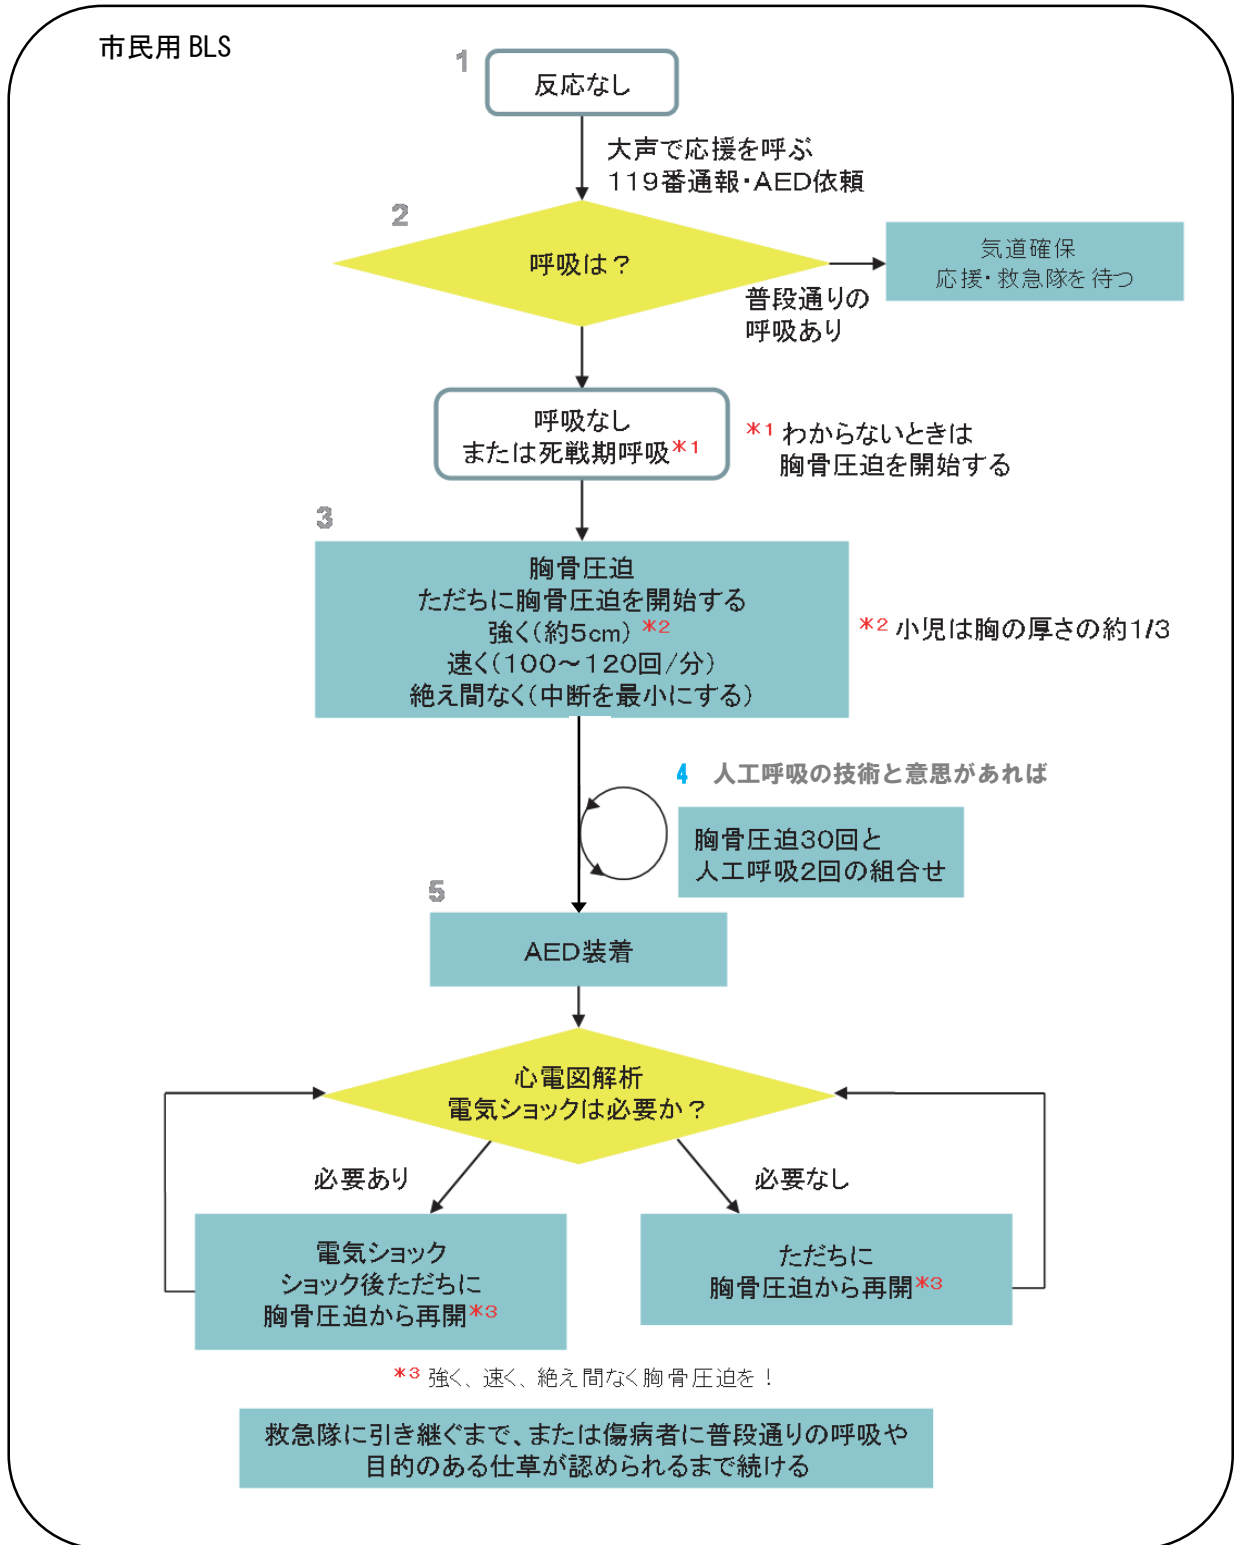 市民用 BLS
1
反応なし
大声で応援を呼ぶ
119番通報・AED依頼
2
呼吸は？
気道確保
応援・救急隊を待つ
普段通りの
呼吸あり
呼吸なし
または死戦期呼吸*1
*1 わからないときは
胸骨圧迫を開始する
3
胸骨圧迫
ただちに胸骨圧迫を開始する
強く(約5cm) *2
速く(100～120回/分)
絶え間なく(中断を最小にする)
*2 小児は胸の厚さの約1/3
4 人工呼吸の技術と意思があれば
胸骨圧迫30回と
人工呼吸2回の組合せ
5
AED装着
心電図解析
電気ショックは必要か？
必要あり
必要なし
電気ショック
ショック後ただちに
胸骨圧迫から再開*3
ただちに
胸骨圧迫から再開*3
*3 強く、速く、絶え間なく胸骨圧迫を！
救急隊に引き継ぐまで、または傷病者に普段通りの呼吸や
目的のある仕草が認められるまで続ける